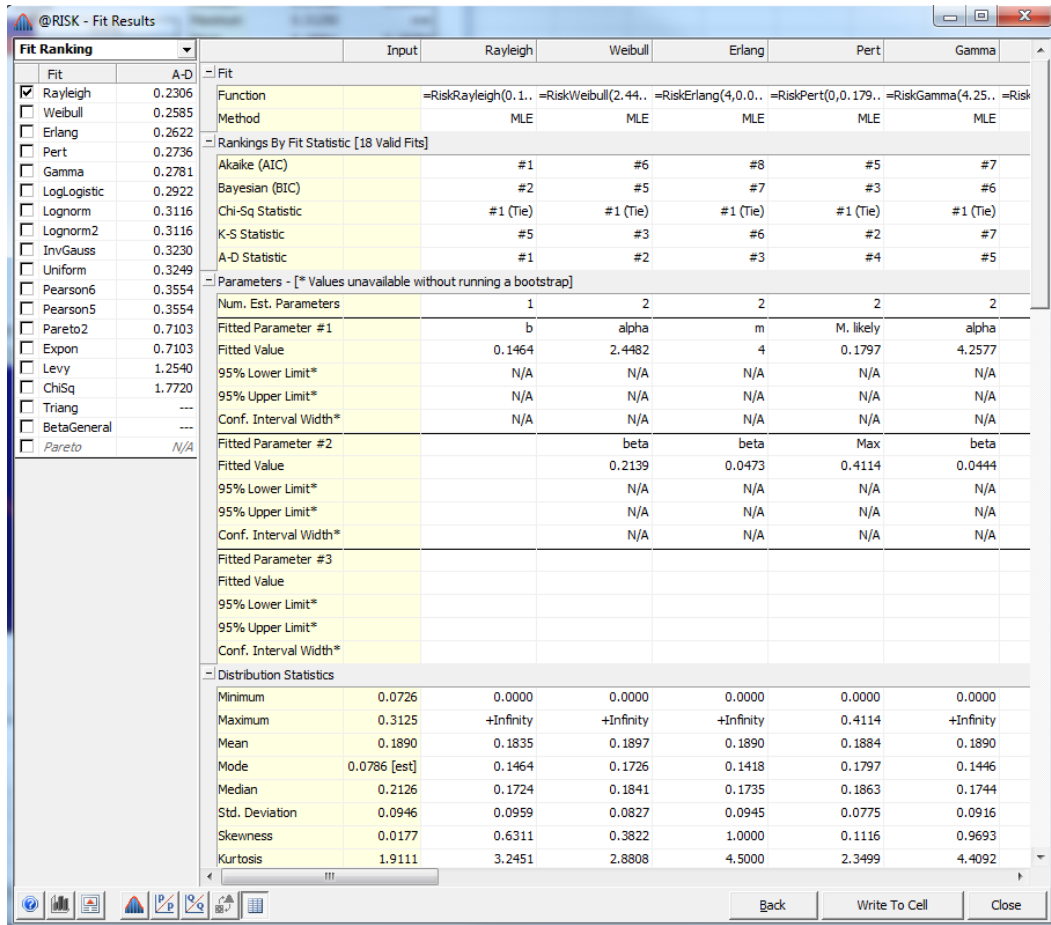 @RISK - Fit Results
Fit Ranking
Fit A-D
Rayleigh 0.2306
Weibull 0.2585
Erlang 0.2622
Pert 0.2736
Gamma 0.2781
LogLogistic 0.2922
Lognorm 0.3116
Lognorm2 0.3116
InvGauss 0.3230
Uniform 0.3249
Pearson6 0.3554
Pearson5 0.3554
Pareto2 0.7103
Expon 0.7103
Levy 1.2540
ChiSq 1.7720
Triang ---
BetaGeneral ---
Pareto N/A
Input Rayleigh Weibull Erlang Pert Gamma
Fit
Function =RiskRayleigh(0.1.. =RiskWeibull(2.44.. =RiskErlang(4,0.0.. =RiskPert(0,0.179.. =RiskGamma(4.25.. =Risk
Method MLE MLE MLE MLE MLE
Rankings By Fit Statistic [18 Valid Fits]
Akaike (AIC) #1 #6 #8 #5 #7
Bayesian (BIC) #2 #5 #7 #3 #6
Chi-Sq Statistic #1 (Tie) #1 (Tie) #1 (Tie) #1 (Tie) #1 (Tie)
K-S Statistic #5 #3 #6 #2 #7
A-D Statistic #1 #2 #3 #4 #5
Parameters - [* Values unavailable without running a bootstrap]
Num. Est. Parameters 1 2 2 2 2
Fitted Parameter #1 b alpha m M. likely alpha
Fitted Value 0.1464 2.4482 4 0.1797 4.2577
95% Lower Limit* N/A N/A N/A N/A N/A
95% Upper Limit* N/A N/A N/A N/A N/A
Conf. Interval Width* N/A N/A N/A N/A N/A
Fitted Parameter #2 beta beta Max beta
Fitted Value 0.2139 0.0473 0.4114 0.0444
95% Lower Limit* N/A N/A N/A N/A
95% Upper Limit* N/A N/A N/A N/A
Conf. Interval Width* N/A N/A N/A N/A
Fitted Parameter #3
Fitted Value
95% Lower Limit*
95% Upper Limit*
Conf. Interval Width*
Distribution Statistics
Minimum 0.0726 0.0000 0.0000 0.0000 0.0000 0.0000
Maximum 0.3125 +Infinity +Infinity +Infinity 0.4114 +Infinity
Mean 0.1890 0.1835 0.1897 0.1890 0.1884 0.1890
Mode 0.0786 [est] 0.1464 0.1726 0.1418 0.1797 0.1446
Median 0.2126 0.1724 0.1841 0.1735 0.1863 0.1744
Std. Deviation 0.0946 0.0959 0.0827 0.0945 0.0775 0.0916
Skewness 0.0177 0.6311 0.3822 1.0000 0.1116 0.9693
Kurtosis 1.9111 3.2451 2.8808 4.5000 2.3499 4.4092
P/P Q/Q Back Write To Cell Close